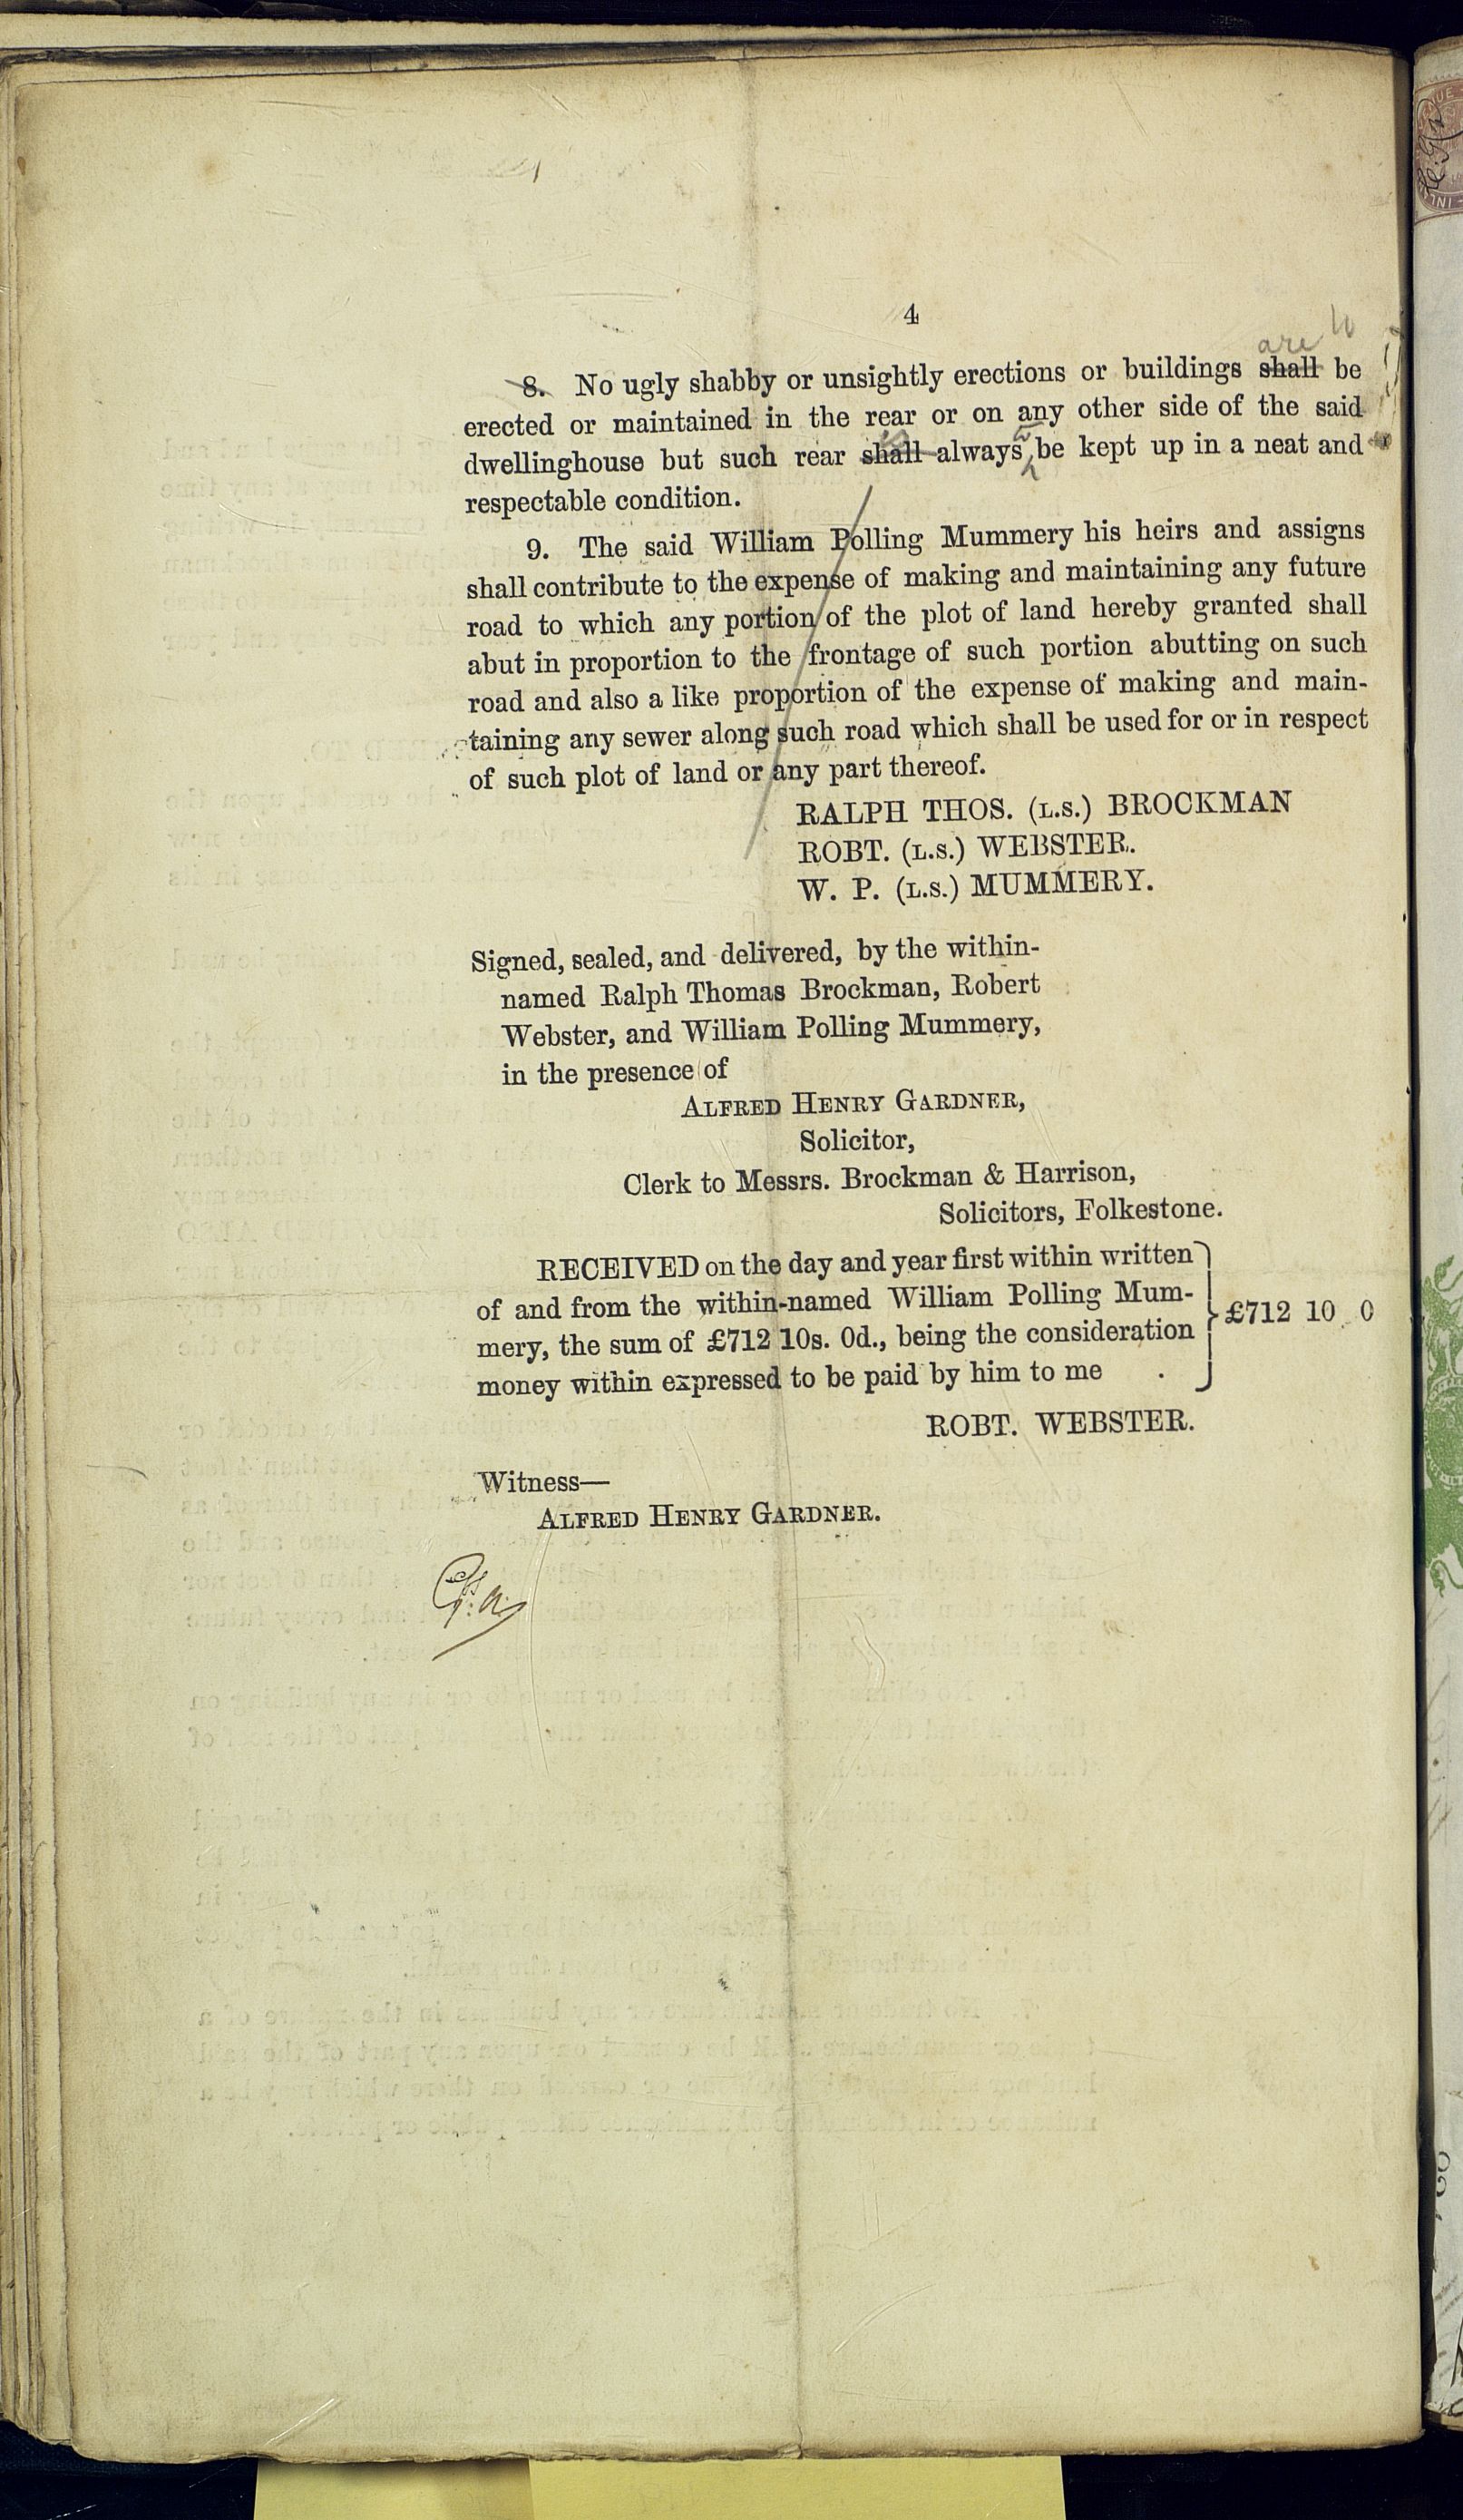 4
are to
8. No ugly shabby or unsightly erections or buildings shall be
erected or maintained in the rear or on any other side of the said
is to
dwellinghouse but such rear shall always be kept up in a neat and
respectable condition.
9. The said William Polling Mummery his heirs and assigns
shall contribute to the expense of making and maintaining any future
road to which any portion of the plot of land hereby granted shall
abut in proportion to the frontage of such portion abutting on such
road and also a like proportion of the expense of making and main-
taining any sewer along such road which shall be used for or in respect
of such plot of land or any part thereof.
RALPH THOS. (L.S.) BROCKMAN
ROBT. (L.S.) WEBSTER.
W. P. (L.S.) MUMMERY.
Signed, sealed, and delivered, by the within-
named Ralph Thomas Brockman, Robert
Webster, and William Polling Mummery,
in the presence of
ALFRED HENRY GARDNER,
Solicitor,
Clerk to Messrs. Brockman & Harrison,
Solicitors, Folkestone.
RECEIVED on the day and year first within written
of and from the within-named William Polling Mum-
mery, the sum of £712 10s. 0d., being the consideration
money within expressed to be paid by him to me .
£712 10 0
ROBT. WEBSTER.
Witness—
ALFRED HENRY GARDNER.